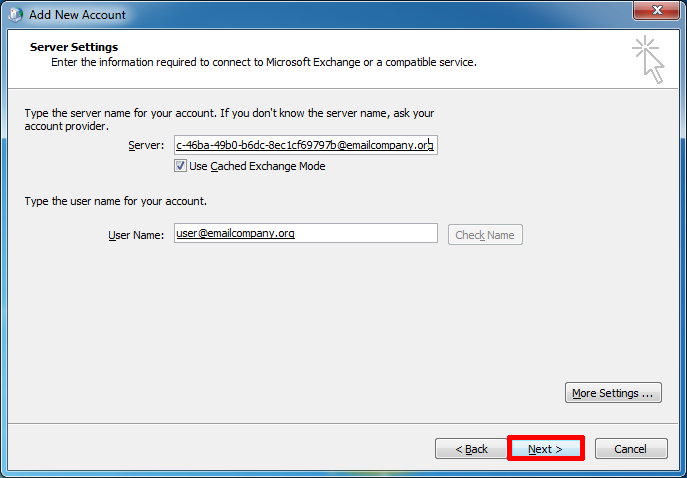 Add New Account
Server Settings
Enter the information required to connect to Microsoft Exchange or a compatible service.
Type the server name for your account. If you don't know the server name, ask your
account provider.
Server: c-46ba-49b0-b6dc-8ec1cf69797b@emailcompany.org
Use Cached Exchange Mode
Type the user name for your account.
User Name: user@emailcompany.org Check Name
More Settings ...
< Back Next > Cancel